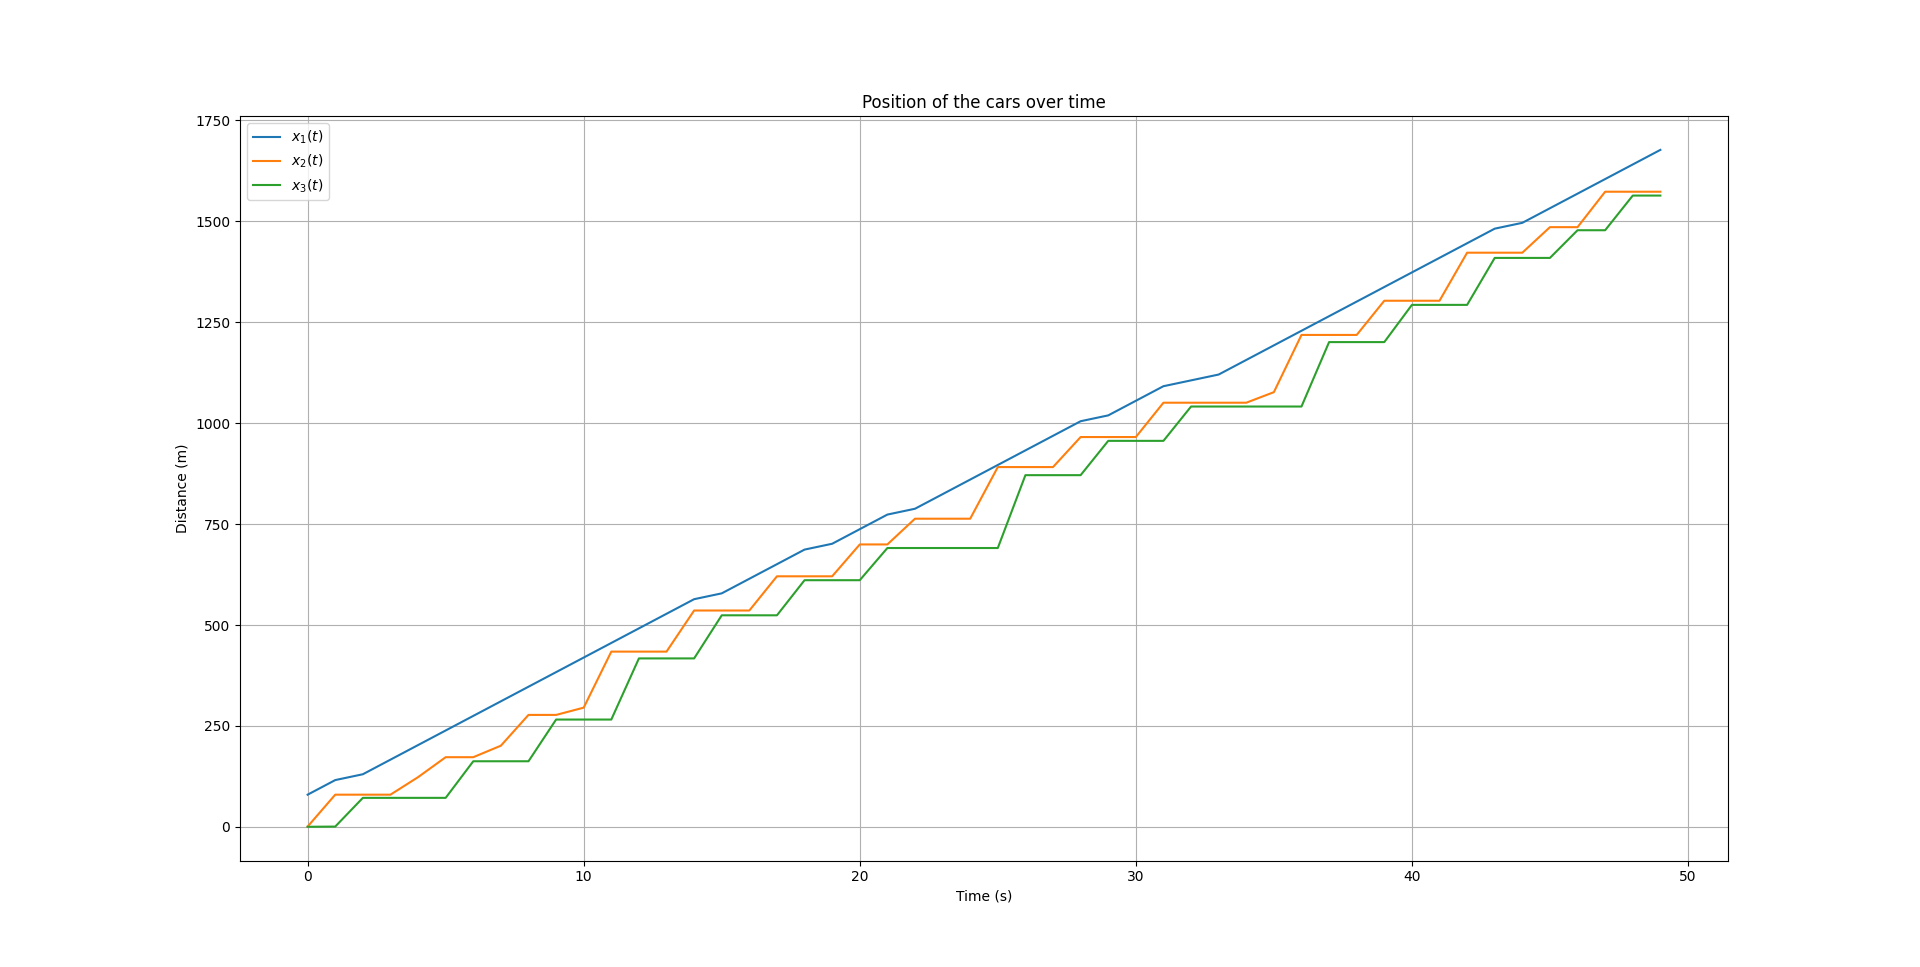 Position of the cars over time
1750
1500
1250
1000
750
500
250
0
Distance (m)
x₁(t)
x₂(t)
x₃(t)
0 10 20 30 40 50
Time (s)